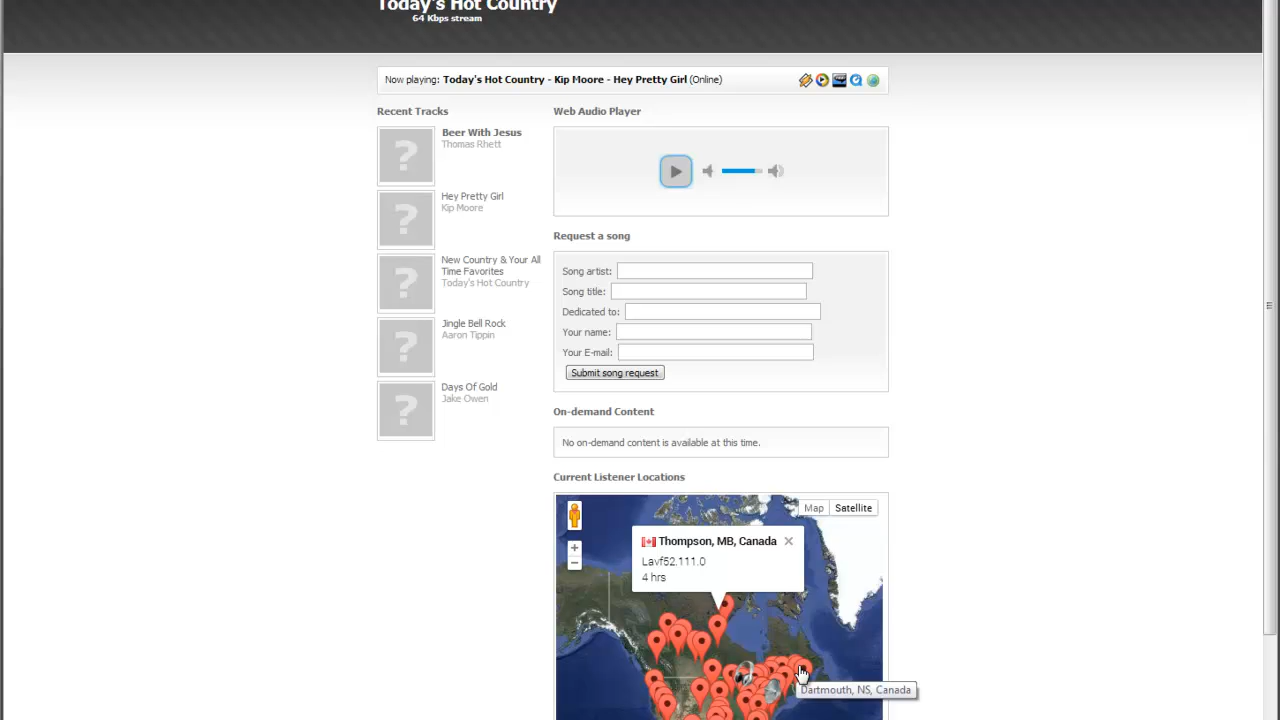 Today's Hot Country
64 Kbps stream
Now playing: Today's Hot Country - Kip Moore - Hey Pretty Girl (Online)
Recent Tracks
Beer With Jesus
Thomas Rhett
Hey Pretty Girl
Kip Moore
New Country & Your All
Time Favorites
Today's Hot Country
Jingle Bell Rock
Aaron Tippin
Days Of Gold
Jake Owen
Web Audio Player
Request a song
Song artist:
Song title:
Dedicated to:
Your name:
Your E-mail:
Submit song request
On-demand Content
No on-demand content is available at this time.
Current Listener Locations
Map Satellite
Thompson, MB, Canada
Lavf52.111.0
4 hrs
Dartmouth, NS, Canada